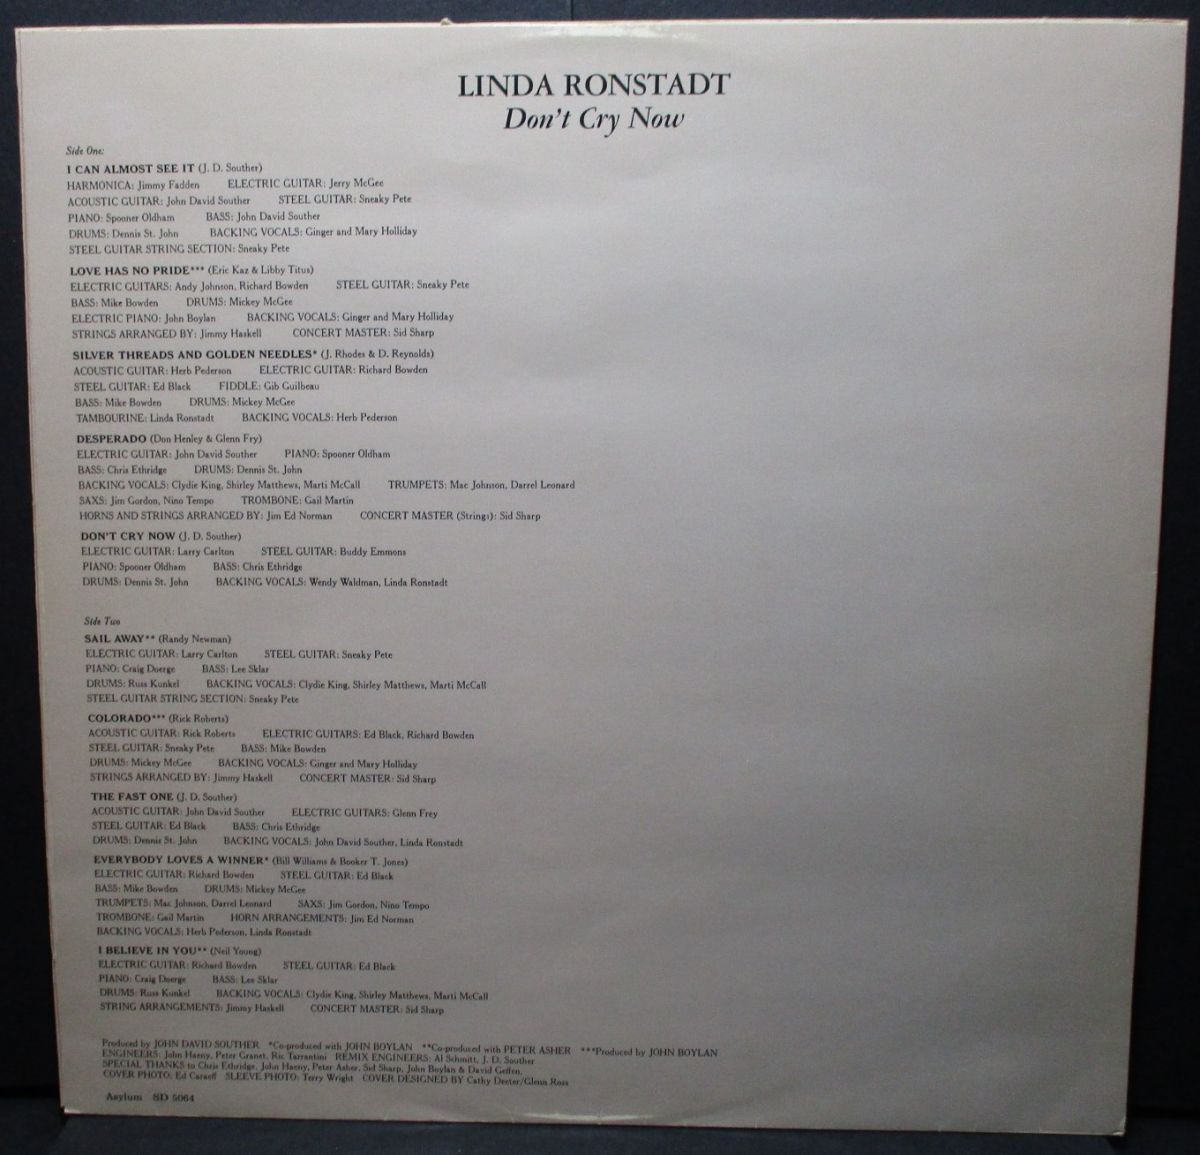 LINDA RONSTADT
Don't Cry Now
Side One:
I CAN ALMOST SEE IT (J. D. Souther)
HARMONICA: Jimmy Fadden ELECTRIC GUITAR: Jerry McGee
ACOUSTIC GUITAR: John David Souther STEEL GUITAR: Sneaky Pete
PIANO: Spooner Oldham BASS: John David Souther
DRUMS: Dennis St. John BACKING VOCALS: Ginger and Mary Holliday
STEEL GUITAR STRING SECTION: Sneaky Pete
LOVE HAS NO PRIDE*** (Eric Kaz & Libby Titus)
ELECTRIC GUITARS: Andy Johnson, Richard Bowden STEEL GUITAR: Sneaky Pete
BASS: Mike Bowden DRUMS: Mickey McGee
ELECTRIC PIANO: John Boylan BACKING VOCALS: Ginger and Mary Holliday
STRINGS ARRANGED BY: Jimmy Haskell CONCERT MASTER: Sid Sharp
SILVER THREADS AND GOLDEN NEEDLES* (J. Rhodes & D. Reynolds)
ACOUSTIC GUITAR: Herb Pederson ELECTRIC GUITAR: Richard Bowden
STEEL GUITAR: Ed Black FIDDLE: Gib Guilbeau
BASS: Mike Bowden DRUMS: Mickey McGee
TAMBOURINE: Linda Ronstadt BACKING VOCALS: Herb Pederson
DESPERADO (Don Henley & Glenn Fry)
ELECTRIC GUITAR: John David Souther PIANO: Spooner Oldham
BASS: Chris Ethridge DRUMS: Dennis St. John
BACKING VOCALS: Clydie King, Shirley Matthews, Marti McCall TRUMPETS: Mac Johnson, Darrel Leonard
SAXS: Jim Gordon, Nino Tempo TROMBONE: Gail Martin
HORNS AND STRINGS ARRANGED BY: Jim Ed Norman CONCERT MASTER (Strings): Sid Sharp
DON'T CRY NOW (J. D. Souther)
ELECTRIC GUITAR: Larry Carlton STEEL GUITAR: Buddy Emmons
PIANO: Spooner Oldham BASS: Chris Ethridge
DRUMS: Dennis St. John BACKING VOCALS: Wendy Waldman, Linda Ronstadt
Side Two
SAIL AWAY** (Randy Newman)
ELECTRIC GUITAR: Larry Carlton STEEL GUITAR: Sneaky Pete
PIANO: Craig Doerge BASS: Lee Sklar
DRUMS: Russ Kunkel BACKING VOCALS: Clydie King, Shirley Matthews, Marti McCall
STEEL GUITAR STRING SECTION: Sneaky Pete
COLORADO*** (Rick Roberts)
ACOUSTIC GUITAR: Rick Roberts ELECTRIC GUITARS: Ed Black, Richard Bowden
STEEL GUITAR: Sneaky Pete BASS: Mike Bowden
DRUMS: Mickey McGee BACKING VOCALS: Ginger and Mary Holliday
STRINGS ARRANGED BY: Jimmy Haskell CONCERT MASTER: Sid Sharp
THE FAST ONE (J. D. Souther)
ACOUSTIC GUITAR: John David Souther ELECTRIC GUITARS: Glenn Frey
STEEL GUITAR: Ed Black BASS: Chris Ethridge
DRUMS: Dennis St. John BACKING VOCALS: John David Souther, Linda Ronstadt
EVERYBODY LOVES A WINNER* (Bill Williams & Booker T. Jones)
ELECTRIC GUITAR: Richard Bowden STEEL GUITAR: Ed Black
BASS: Mike Bowden DRUMS: Mickey McGee
TRUMPETS: Mac Johnson, Darrel Leonard SAXS: Jim Gordon, Nino Tempo
TROMBONE: Gail Martin HORN ARRANGEMENTS: Jim Ed Norman
BACKING VOCALS: Herb Pederson, Linda Ronstadt
I BELIEVE IN YOU** (Neil Young)
ELECTRIC GUITAR: Richard Bowden STEEL GUITAR: Ed Black
PIANO: Craig Doerge BASS: Lee Sklar
DRUMS: Russ Kunkel BACKING VOCALS: Clydie King, Shirley Matthews, Marti McCall
STRING ARRANGEMENTS: Jimmy Haskell CONCERT MASTER: Sid Sharp
Produced by JOHN DAVID SOUTHER *Co-produced with JOHN BOYLAN **Co-produced with PETER ASHER ***Produced by JOHN BOYLAN
ENGINEERS: John Haeny, Peter Granet, Ric Tarrantini REMIX ENGINEERS: Al Schmitt, J. D. Souther
SPECIAL THANKS to Chris Ethridge, John Haeny, Peter Asher, Sid Sharp, John Boylan & David Geffen.
COVER PHOTO: Ed Caraeff SLEEVE PHOTO: Terry Wright COVER DESIGNED BY Cathy Deeter/Glenn Ross
Asylum SD 5064